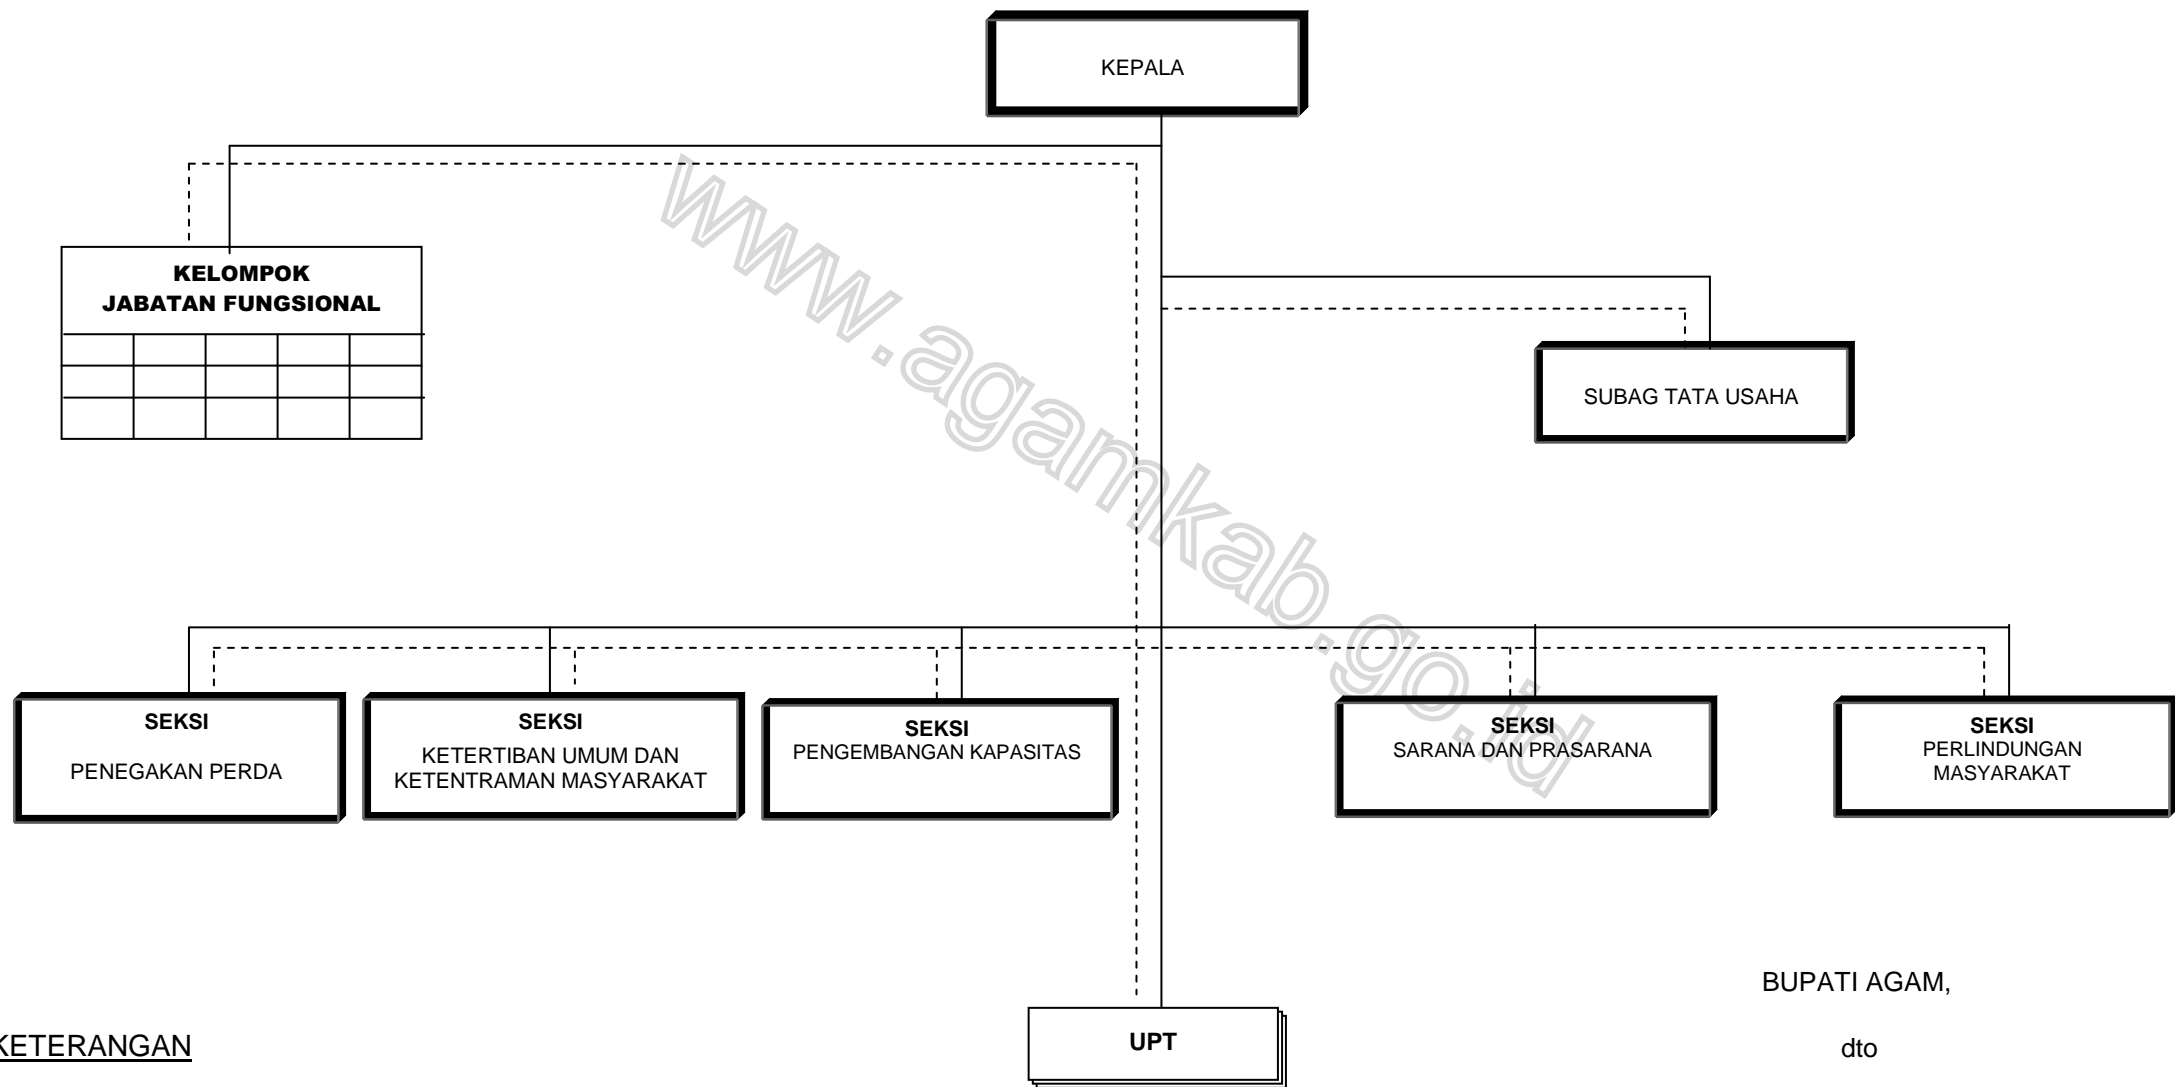 KEPALA
KELOMPOK
JABATAN FUNGSIONAL
SUBAG TATA USAHA
www.agamkab.go.id
SEKSI
PENEGAKAN PERDA
SEKSI
KETERTIBAN UMUM DAN
KETENTRAMAN MASYARAKAT
SEKSI
PENGEMBANGAN KAPASITAS
SEKSI
SARANA DAN PRASARANA
SEKSI
PERLINDUNGAN
MASYARAKAT
BUPATI AGAM,
KETERANGAN
UPT
dto